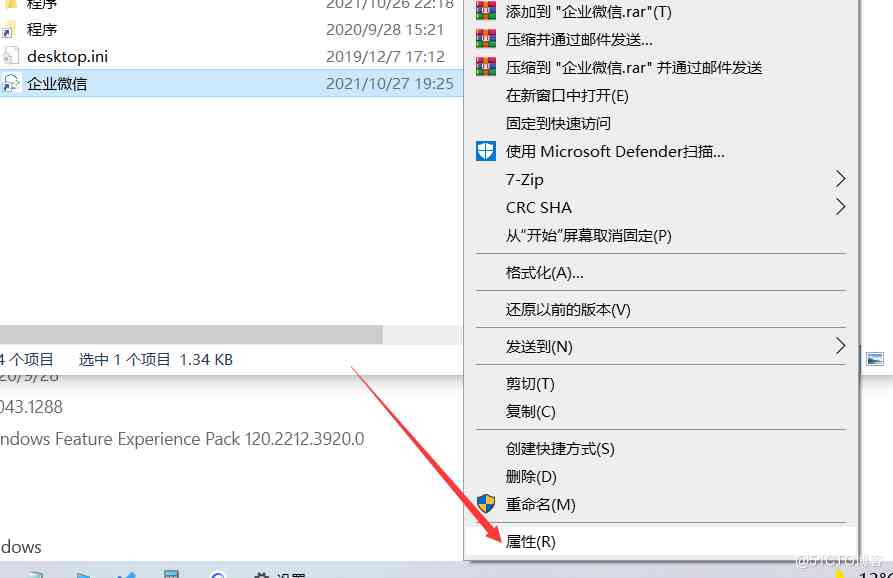 程序 2021/10/26 22:18
程序 2020/9/28 15:21
desktop.ini 2019/12/7 17:12
企业微信 2021/10/27 19:25
4 个项目 选中 1 个项目 1.34 KB
20/9/28
043.1288
ndows Feature Experience Pack 120.2212.3920.0
dows
添加到 "企业微信.rar"(T)
压缩并通过邮件发送...
压缩到 "企业微信.rar" 并通过邮件发送
在新窗口中打开(E)
固定到快速访问
使用 Microsoft Defender扫描...
7-Zip
CRC SHA
从“开始”屏幕取消固定(P)
格式化(A)...
还原以前的版本(V)
发送到(N)
剪切(T)
复制(C)
创建快捷方式(S)
删除(D)
重命名(M)
属性(R)
@51CTO博客
设置